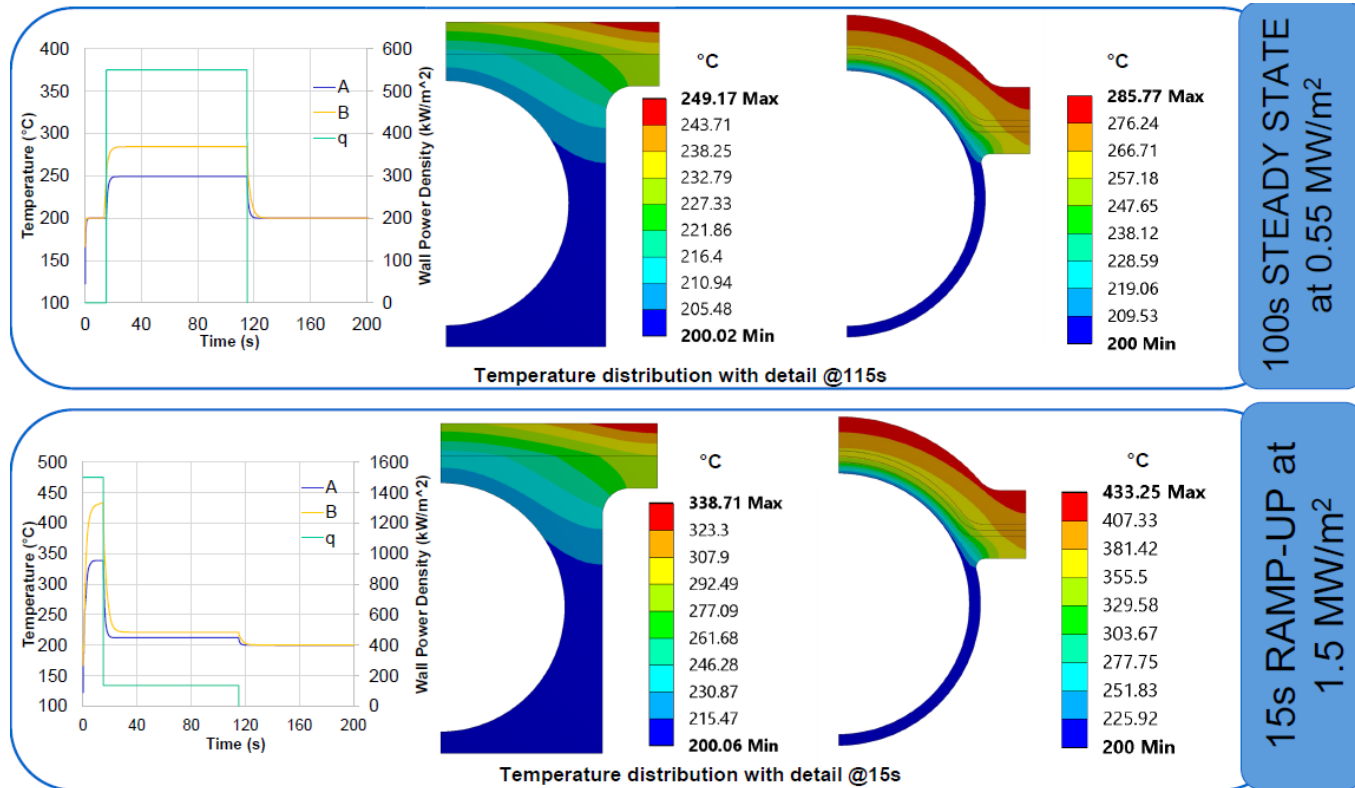 400
350
300
250
200
150
100
Temperature (°C)
600
500
400
300
200
100
0
Wall Power Density (kW/m^2)
A
B
q
0 40 80 120 160 200
Time (s)
°C
249.17 Max
243.71
238.25
232.79
227.33
221.86
216.4
210.94
205.48
200.02 Min
°C
285.77 Max
276.24
266.71
257.18
247.65
238.12
228.59
219.06
209.53
200 Min
Temperature distribution with detail @115s
100s STEADY STATE
at 0.55 MW/m²
500
450
400
350
300
250
200
150
100
Temperature (°C)
1600
1400
1200
1000
800
600
400
200
0
Wall Power Density (kW/m^2)
A
B
q
0 40 80 120 160 200
Time (s)
°C
338.71 Max
323.3
307.9
292.49
277.09
261.68
246.28
230.87
215.47
200.06 Min
°C
433.25 Max
407.33
381.42
355.5
329.58
303.67
277.75
251.83
225.92
200 Min
Temperature distribution with detail @15s
15s RAMP-UP at
1.5 MW/m²